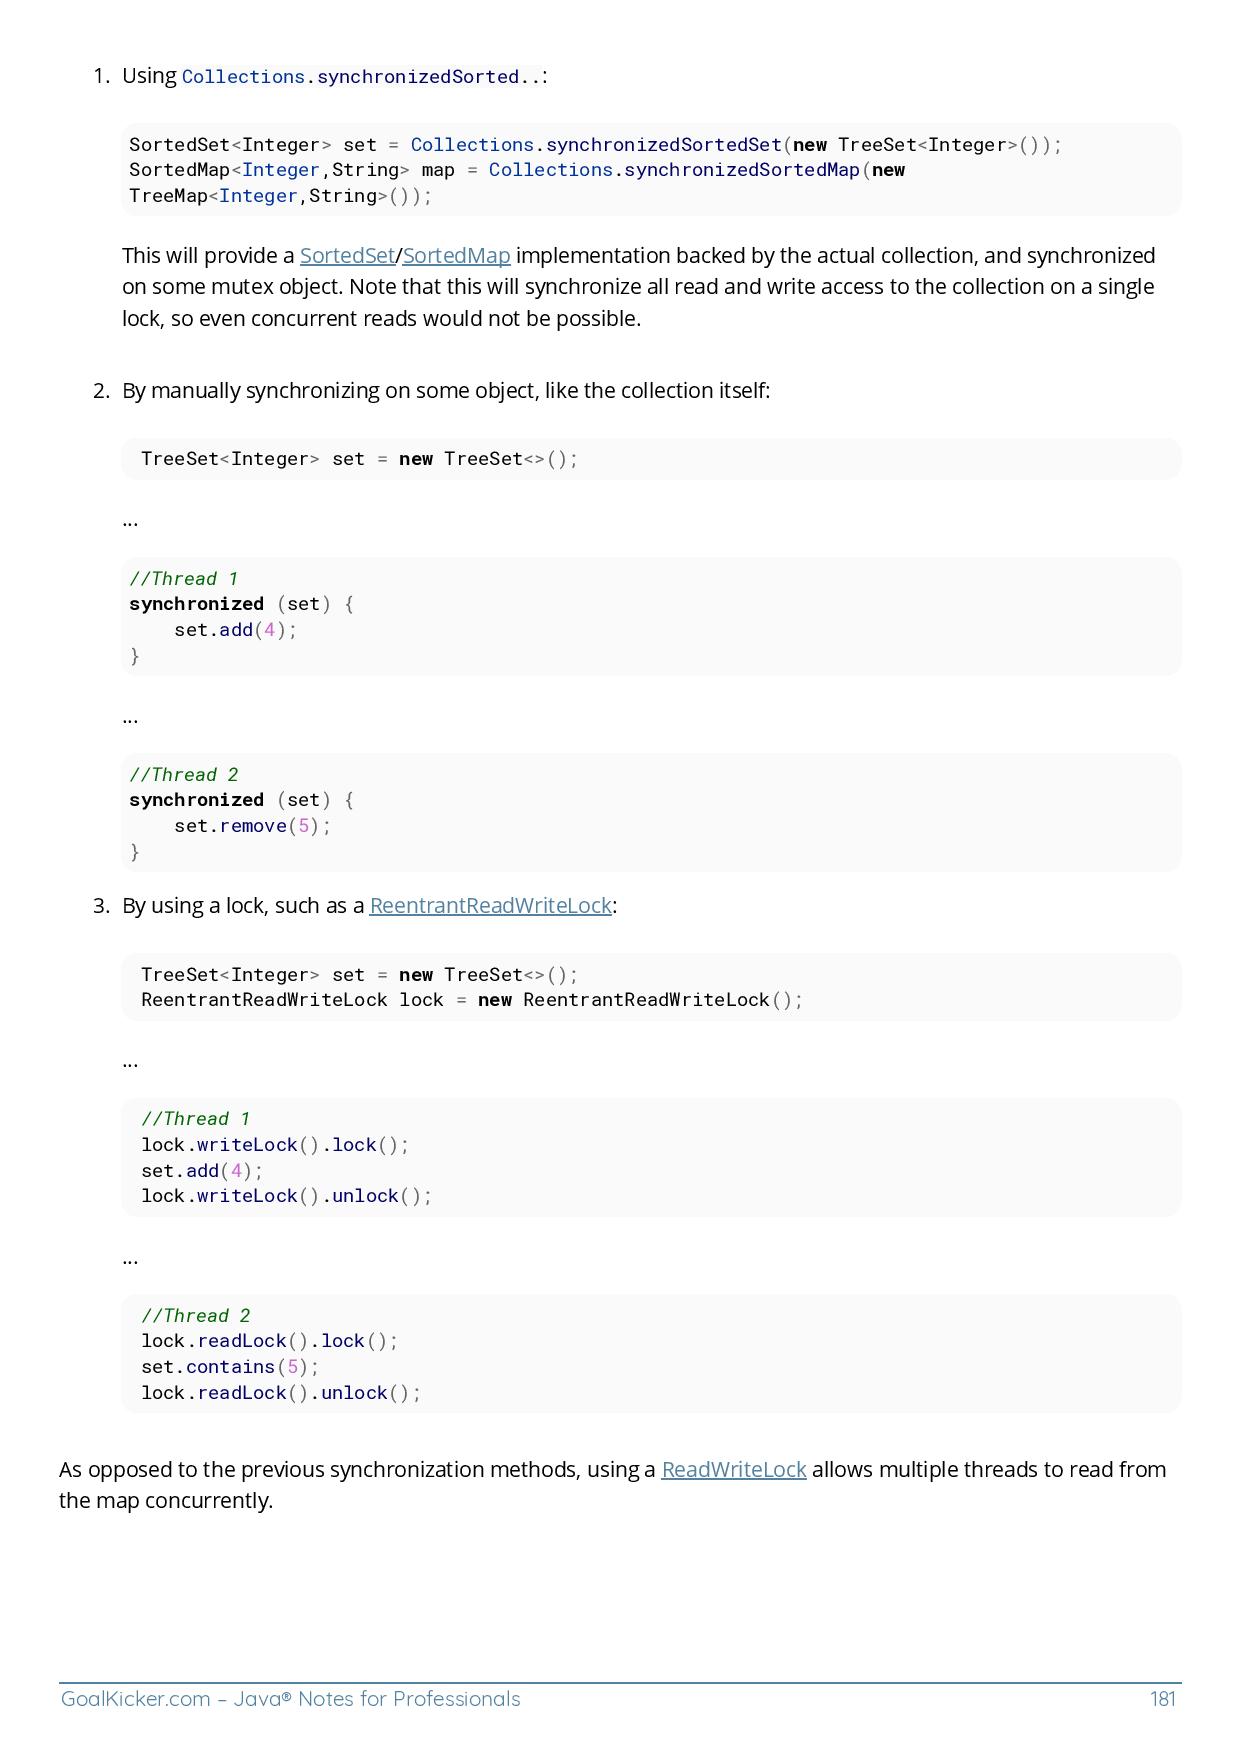 1. Using Collections.synchronizedSorted..:
SortedSet<Integer> set = Collections.synchronizedSortedSet(new TreeSet<Integer>());
SortedMap<Integer,String> map = Collections.synchronizedSortedMap(new
TreeMap<Integer,String>());
This will provide a SortedSet/SortedMap implementation backed by the actual collection, and synchronized
on some mutex object. Note that this will synchronize all read and write access to the collection on a single
lock, so even concurrent reads would not be possible.
2. By manually synchronizing on some object, like the collection itself:
TreeSet<Integer> set = new TreeSet<>();
...
//Thread 1
synchronized (set) {
    set.add(4);
}
...
//Thread 2
synchronized (set) {
    set.remove(5);
}
3. By using a lock, such as a ReentrantReadWriteLock:
TreeSet<Integer> set = new TreeSet<>();
ReentrantReadWriteLock lock = new ReentrantReadWriteLock();
...
//Thread 1
lock.writeLock().lock();
set.add(4);
lock.writeLock().unlock();
...
//Thread 2
lock.readLock().lock();
set.contains(5);
lock.readLock().unlock();
As opposed to the previous synchronization methods, using a ReadWriteLock allows multiple threads to read from
the map concurrently.
GoalKicker.com – Java® Notes for Professionals 181